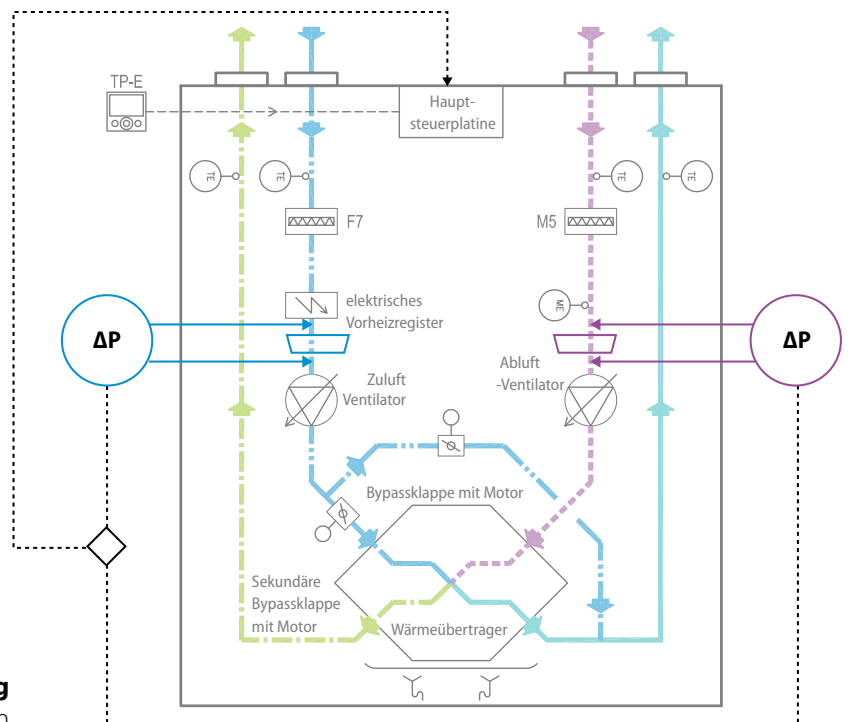 TP-E
Haupt-
steuerplatine
TE
TE
TE
TE
F7
M5
elektrisches
Vorheizregister
ME
ΔP
ΔP
Zuluft
Ventilator
Abluft
-Ventilator
Bypassklappe mit Motor
Sekundäre
Bypassklappe
mit Motor
Wärmeübertrager
g
n